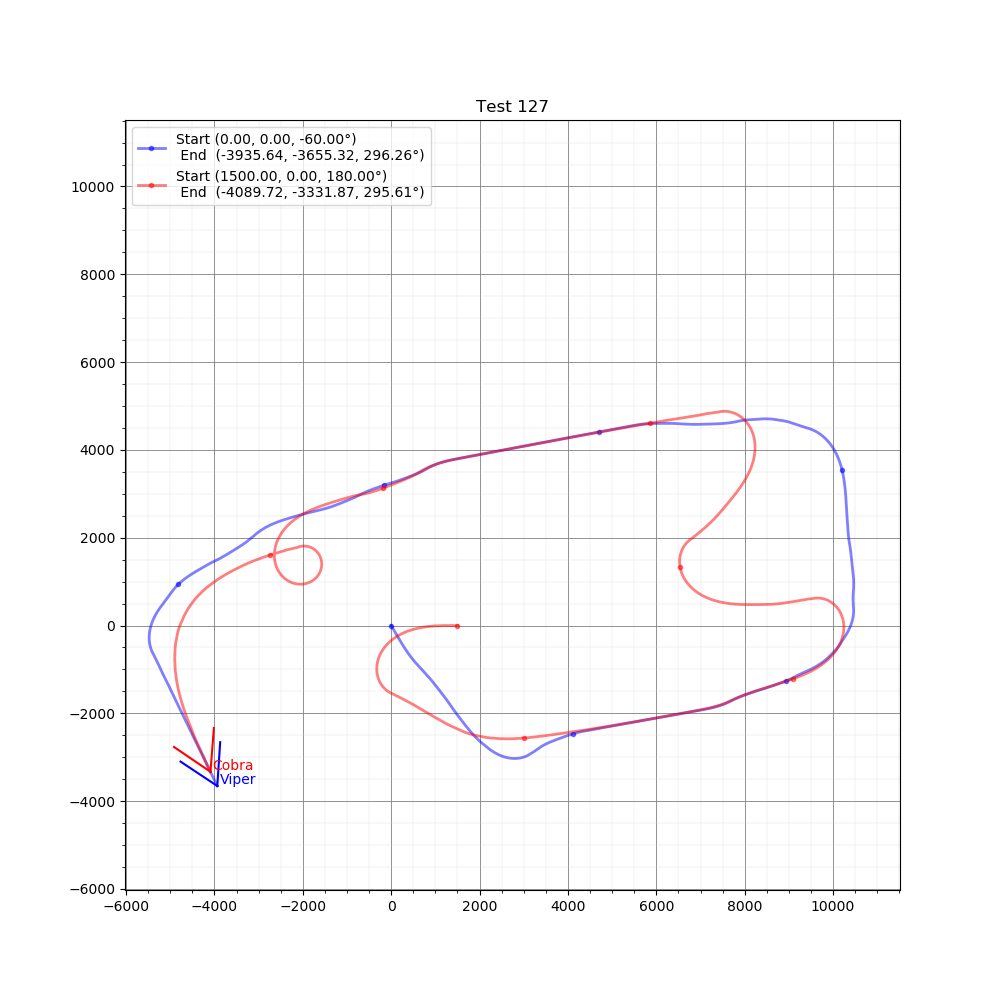 Test 127
Start (0.00, 0.00, -60.00°)
End  (-3935.64, -3655.32, 296.26°)
Start (1500.00, 0.00, 180.00°)
End  (-4089.72, -3331.87, 295.61°)
10000
8000
6000
4000
2000
0
−2000
−4000
−6000
Cobra
Viper
−6000 −4000 −2000 0 2000 4000 6000 8000 10000